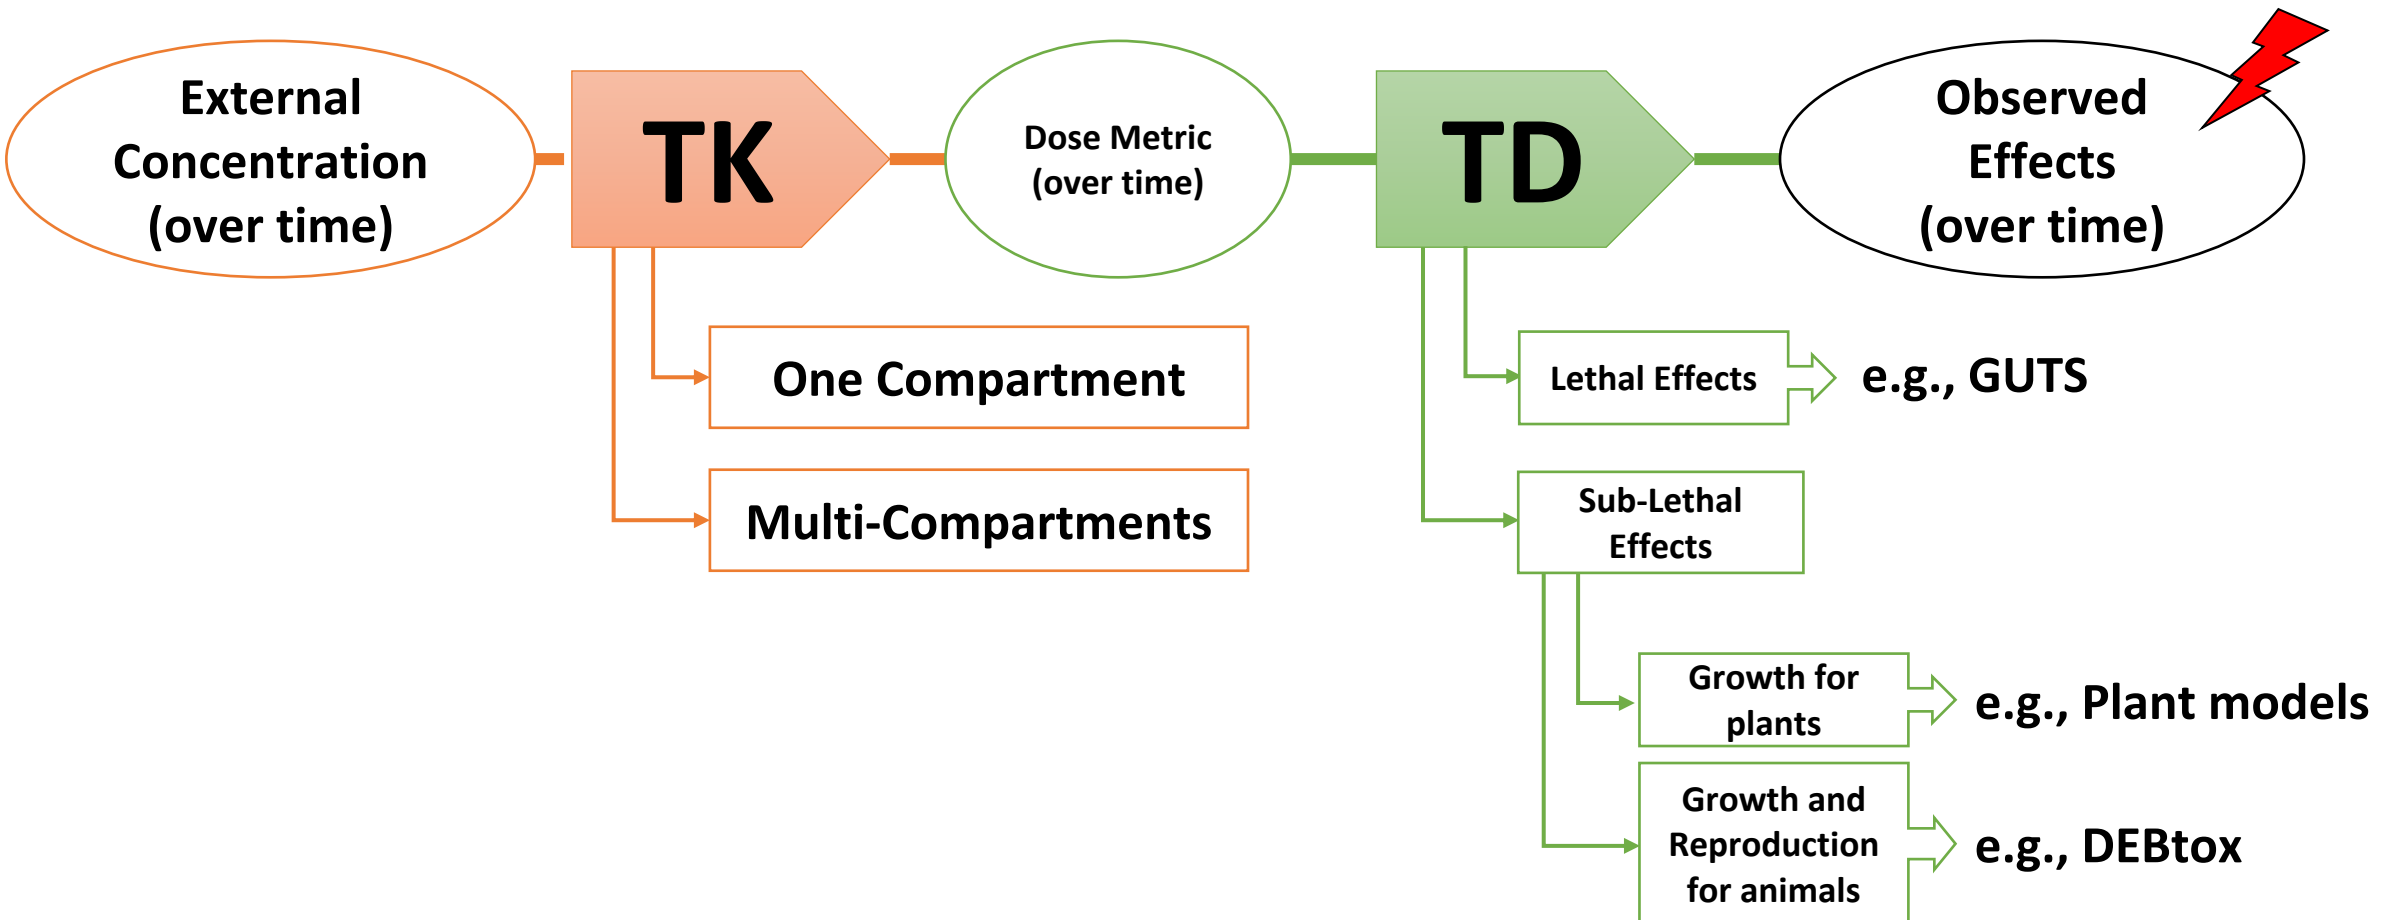 External
Concentration
(over time)
TK
Dose Metric
(over time)
TD
Observed
Effects
(over time)
One Compartment
Multi-Compartments
Lethal Effects
e.g., GUTS
Sub-Lethal
Effects
Growth for
plants
e.g., Plant models
Growth and
Reproduction
for animals
e.g., DEBtox